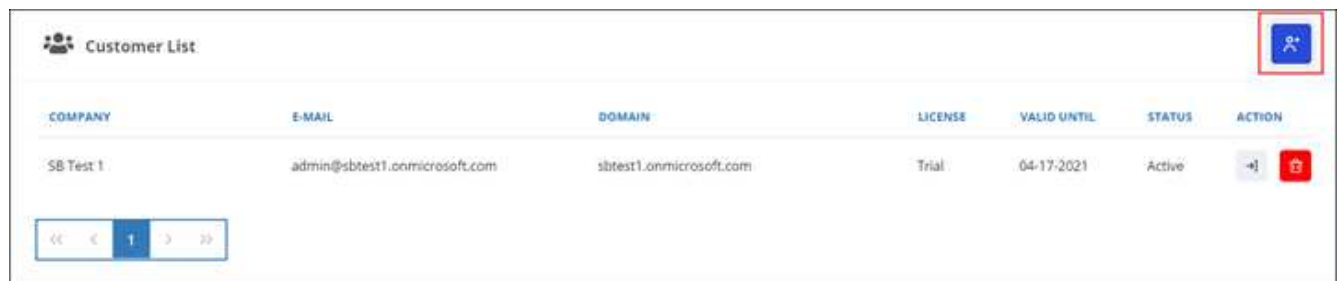 Customer List
COMPANY E-MAIL DOMAIN LICENSE VALID UNTIL STATUS ACTION
SB Test 1 admin@sbtest1.onmicrosoft.com sbtest1.onmicrosoft.com Trial 04-17-2021 Active
1